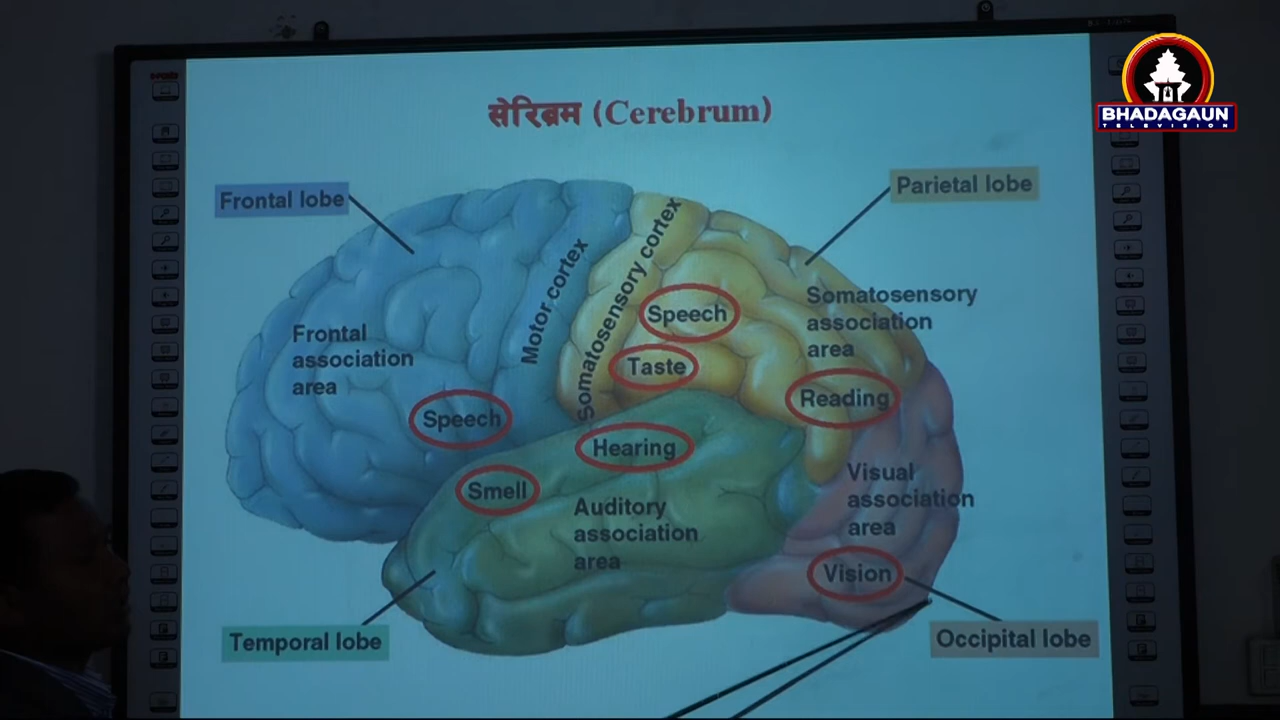 सेरिब्रम (Cerebrum)
BHADAGAUN
TELEVISION
Frontal lobe
Parietal lobe
Motor cortex
Somatosensory cortex
Speech
Somatosensory
association
area
Frontal
association
area
Taste
Reading
Speech
Hearing
Smell
Auditory
association
area
Visual
association
area
Vision
Temporal lobe
Occipital lobe